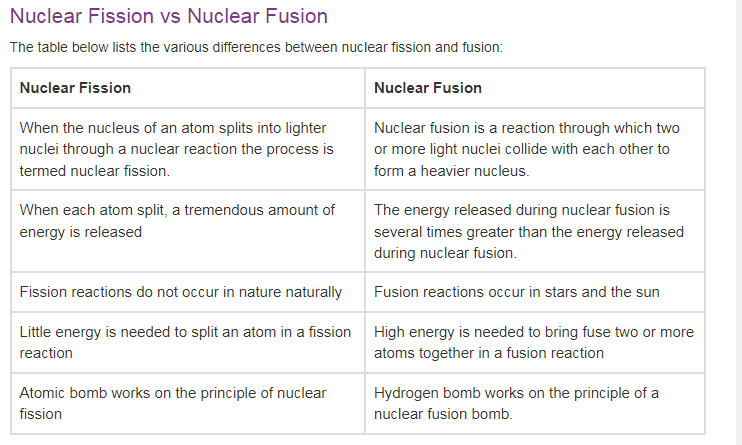 Nuclear Fission vs Nuclear Fusion
The table below lists the various differences between nuclear fission and fusion:
Nuclear Fission
Nuclear Fusion
When the nucleus of an atom splits into lighter
nuclei through a nuclear reaction the process is
termed nuclear fission.
Nuclear fusion is a reaction through which two
or more light nuclei collide with each other to
form a heavier nucleus.
When each atom split, a tremendous amount of
energy is released
The energy released during nuclear fusion is
several times greater than the energy released
during nuclear fusion.
Fission reactions do not occur in nature naturally
Fusion reactions occur in stars and the sun
Little energy is needed to split an atom in a fission
reaction
High energy is needed to bring fuse two or more
atoms together in a fusion reaction
Atomic bomb works on the principle of nuclear
fission
Hydrogen bomb works on the principle of a
nuclear fusion bomb.